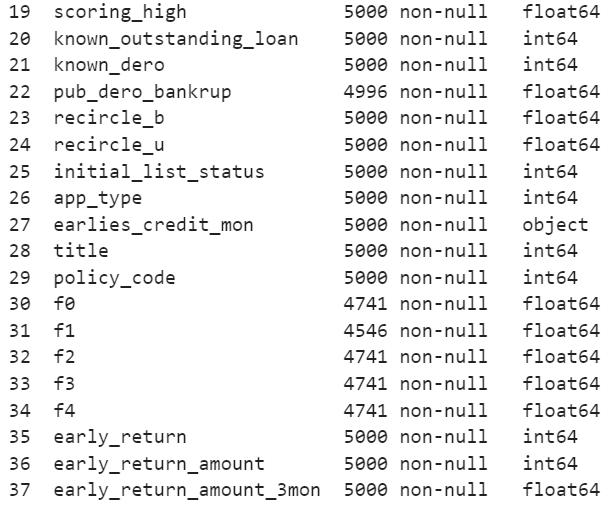 19 scoring_high 5000 non-null float64
20 known_outstanding_loan 5000 non-null int64
21 known_dero 5000 non-null int64
22 pub_dero_bankrup 4996 non-null float64
23 recircle_b 5000 non-null float64
24 recircle_u 5000 non-null float64
25 initial_list_status 5000 non-null int64
26 app_type 5000 non-null int64
27 earlies_credit_mon 5000 non-null object
28 title 5000 non-null int64
29 policy_code 5000 non-null int64
30 f0 4741 non-null float64
31 f1 4546 non-null float64
32 f2 4741 non-null float64
33 f3 4741 non-null float64
34 f4 4741 non-null float64
35 early_return 5000 non-null int64
36 early_return_amount 5000 non-null int64
37 early_return_amount_3mon 5000 non-null float64